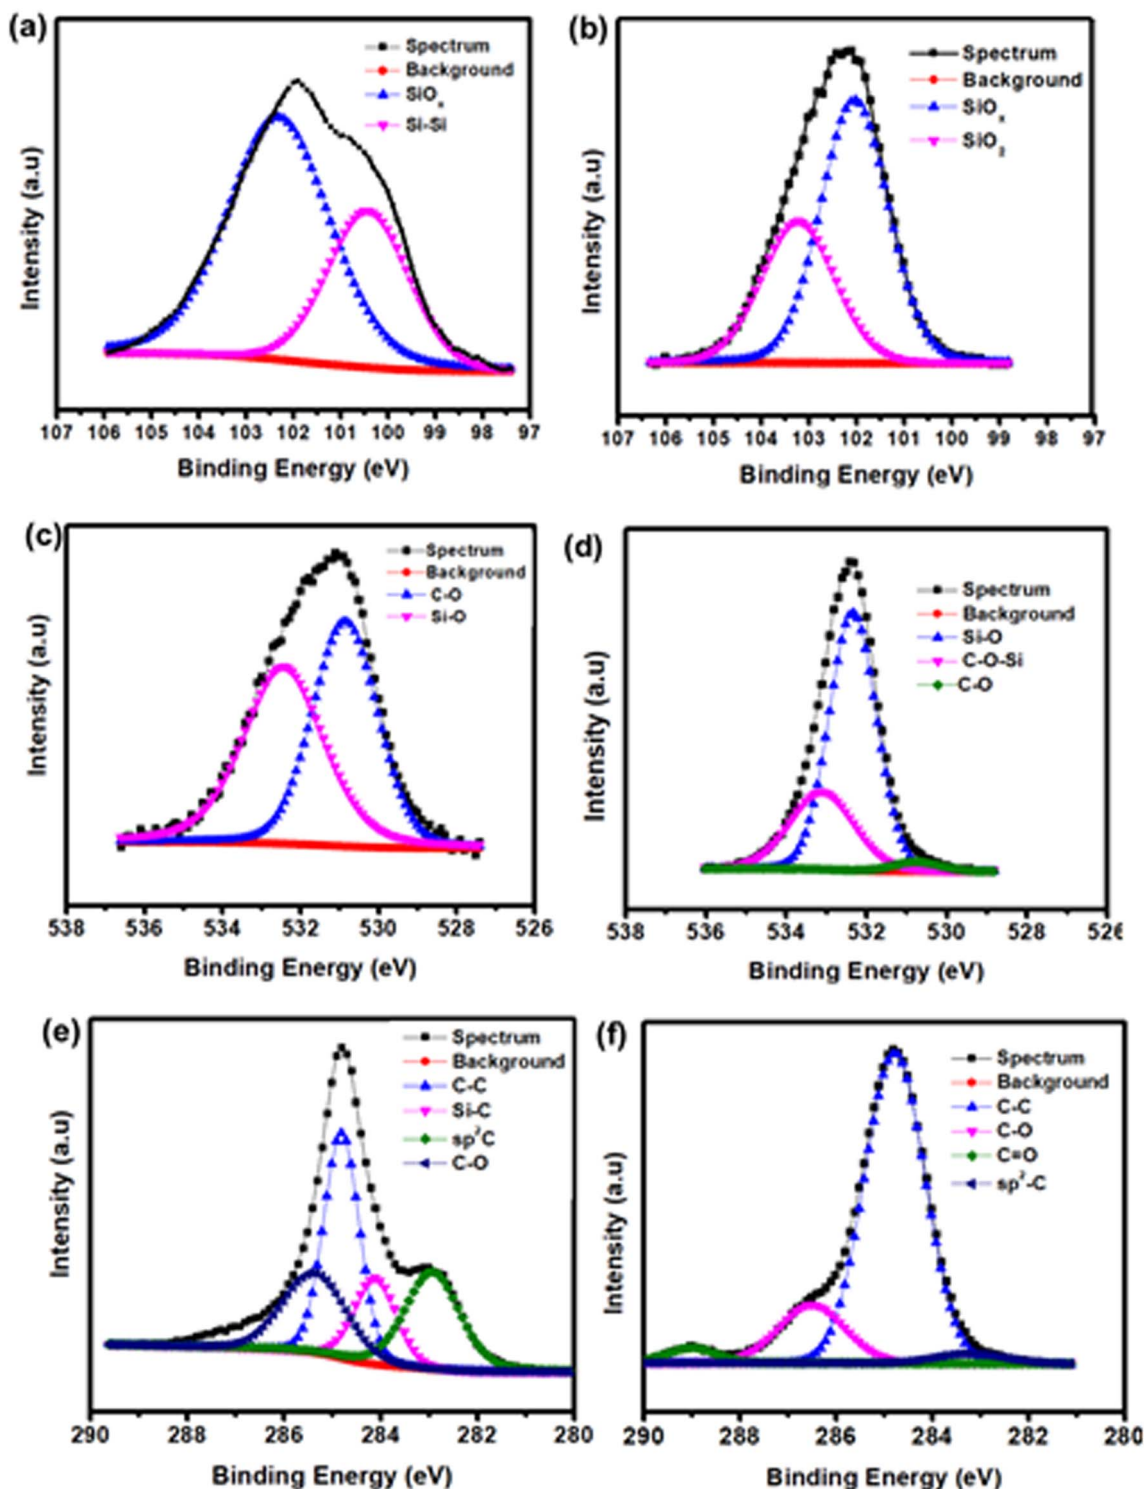 (a)
Spectrum
Background
SiOₓ
Si-Si
Intensity (a.u)
107 106 105 104 103 102 101 100 99 98 97
Binding Energy (eV)
(b)
Spectrum
Background
SiOₓ
SiO₂
Intensity (a.u)
107 106 105 104 103 102 101 100 99 98 97
Binding Energy (eV)
(c)
Spectrum
Background
C-O
Si-O
Intensity (a.u)
538 536 534 532 530 528 526
Binding Energy (eV)
(d)
Spectrum
Background
Si-O
C-O-Si
C-O
Intensity (a.u)
538 536 534 532 530 528 526
Binding Energy (eV)
(e)
Spectrum
Background
C-C
Si-C
sp²C
C-O
Intensity (a.u)
290 288 286 284 282 280
Binding Energy (eV)
(f)
Spectrum
Background
C-C
C-O
C=O
sp²-C
Intensity (a.u)
290 288 286 284 282 280
Binding Energy (eV)